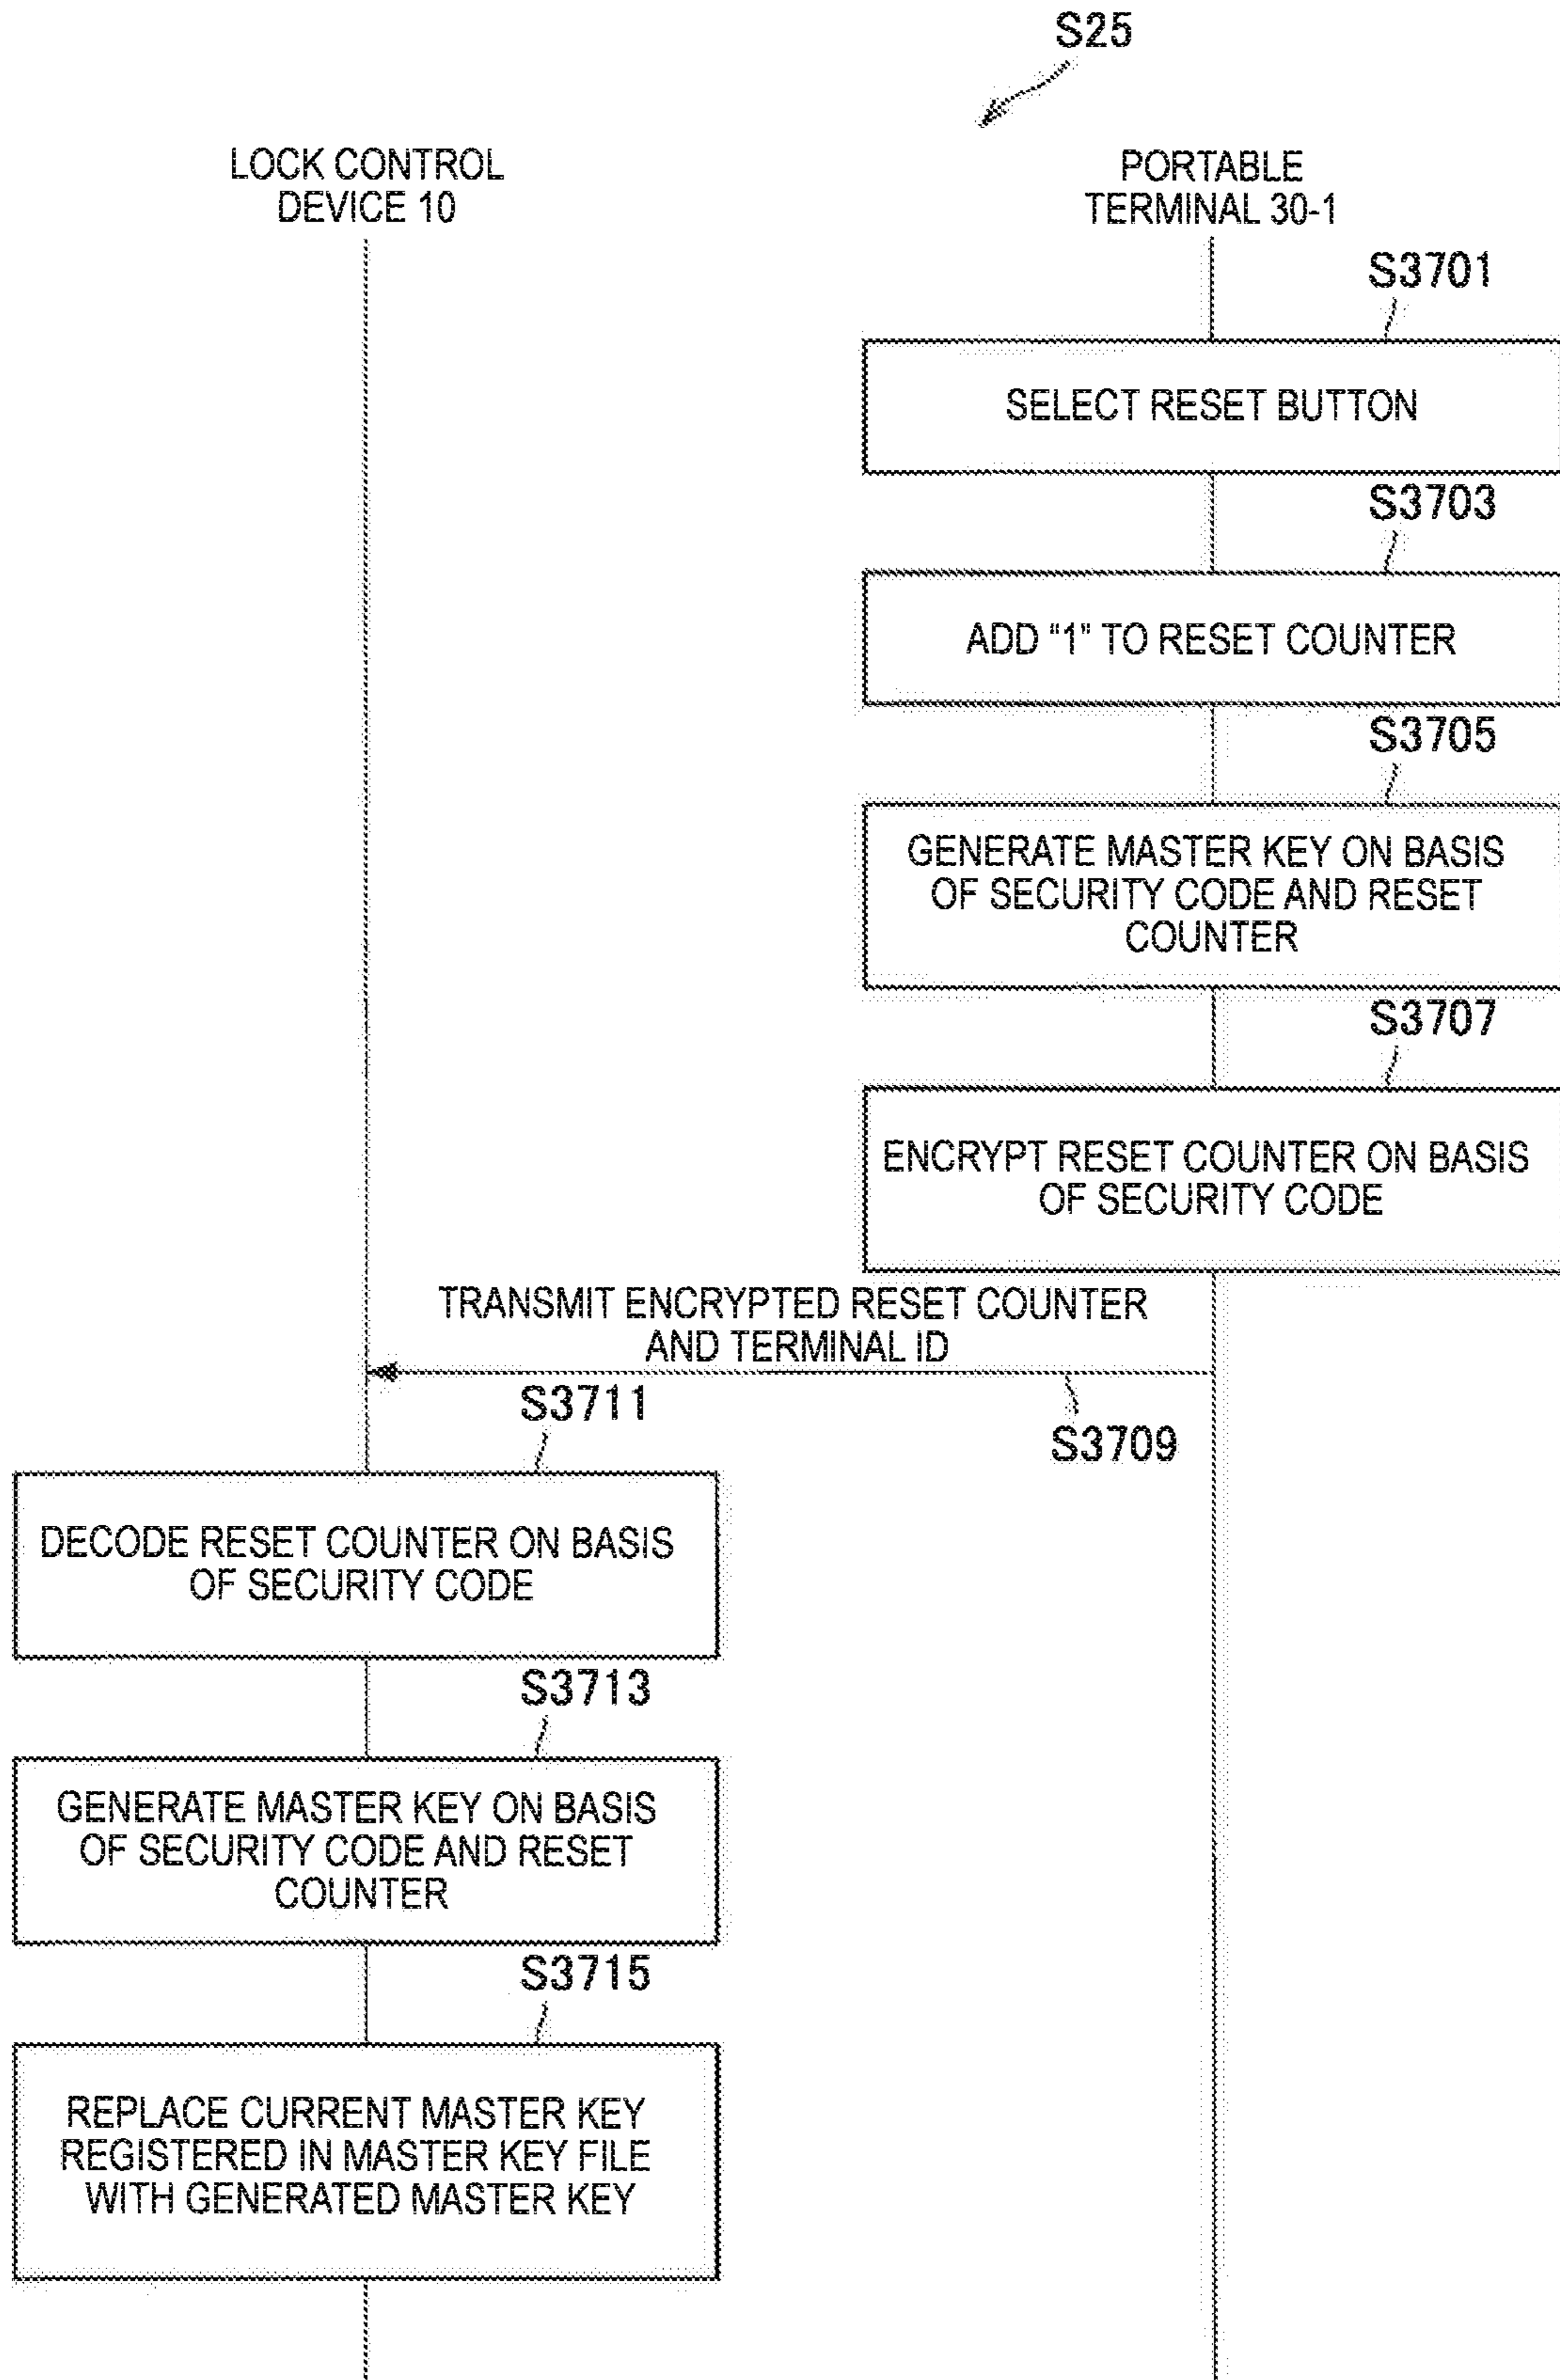 S25
LOCK CONTROL
DEVICE 10
PORTABLE
TERMINAL 30-1
S3701
SELECT RESET BUTTON
S3703
ADD “1” TO RESET COUNTER
S3705
GENERATE MASTER KEY ON BASIS
OF SECURITY CODE AND RESET
COUNTER
S3707
ENCRYPT RESET COUNTER ON BASIS
OF SECURITY CODE
TRANSMIT ENCRYPTED RESET COUNTER
AND TERMINAL ID
S3709
S3711
DECODE RESET COUNTER ON BASIS
OF SECURITY CODE
S3713
GENERATE MASTER KEY ON BASIS
OF SECURITY CODE AND RESET
COUNTER
S3715
REPLACE CURRENT MASTER KEY
REGISTERED IN MASTER KEY FILE
WITH GENERATED MASTER KEY